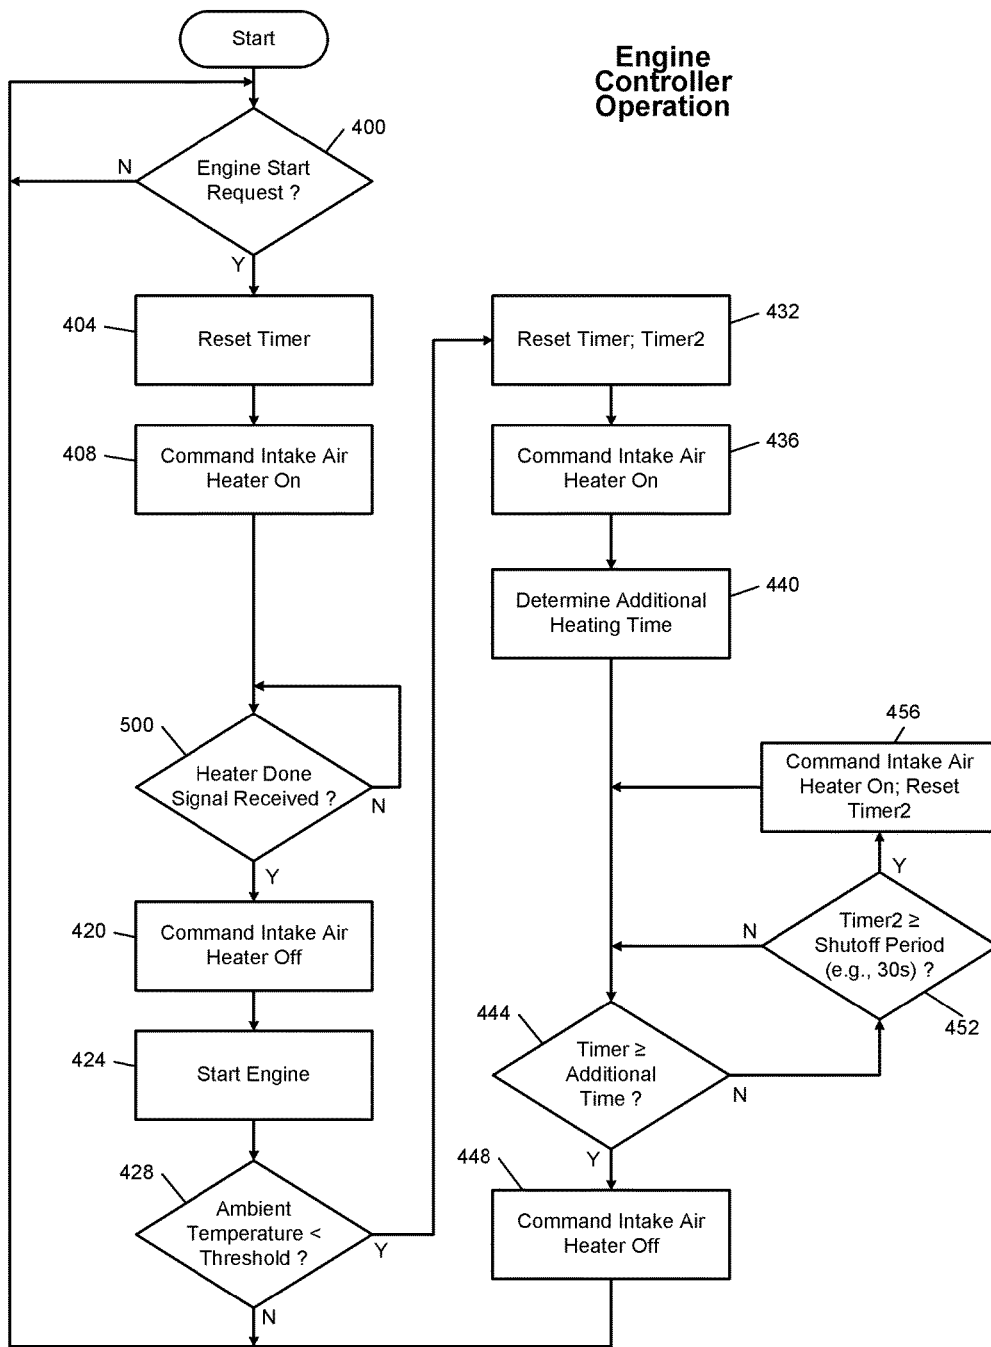 Start
Engine
Controller
Operation
400
N
Engine Start
Request ?
Y
404
Reset Timer
432
Reset Timer; Timer2
408
Command Intake Air
Heater On
436
Command Intake Air
Heater On
440
Determine Additional
Heating Time
500
Heater Done
Signal Received ?
N
Y
456
Command Intake Air
Heater On; Reset
Timer2
Y
420
Command Intake Air
Heater Off
N
Timer2 ≥
Shutoff Period
(e.g., 30s) ?
452
424
Start Engine
444
Timer ≥
Additional
Time ?
N
Y
428
Ambient
Temperature <
Threshold ?
Y
N
448
Command Intake Air
Heater Off